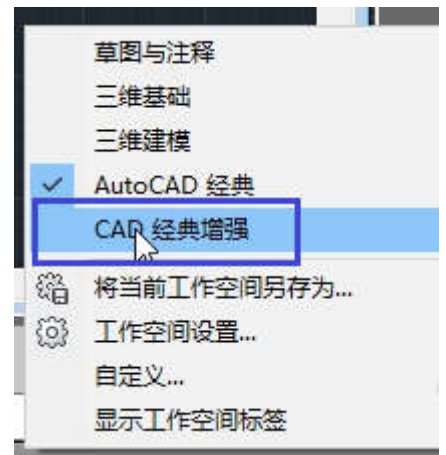 草图与注释
三维基础
三维建模
AutoCAD 经典
CAD 经典增强
将当前工作空间另存为...
工作空间设置...
自定义...
显示工作空间标签